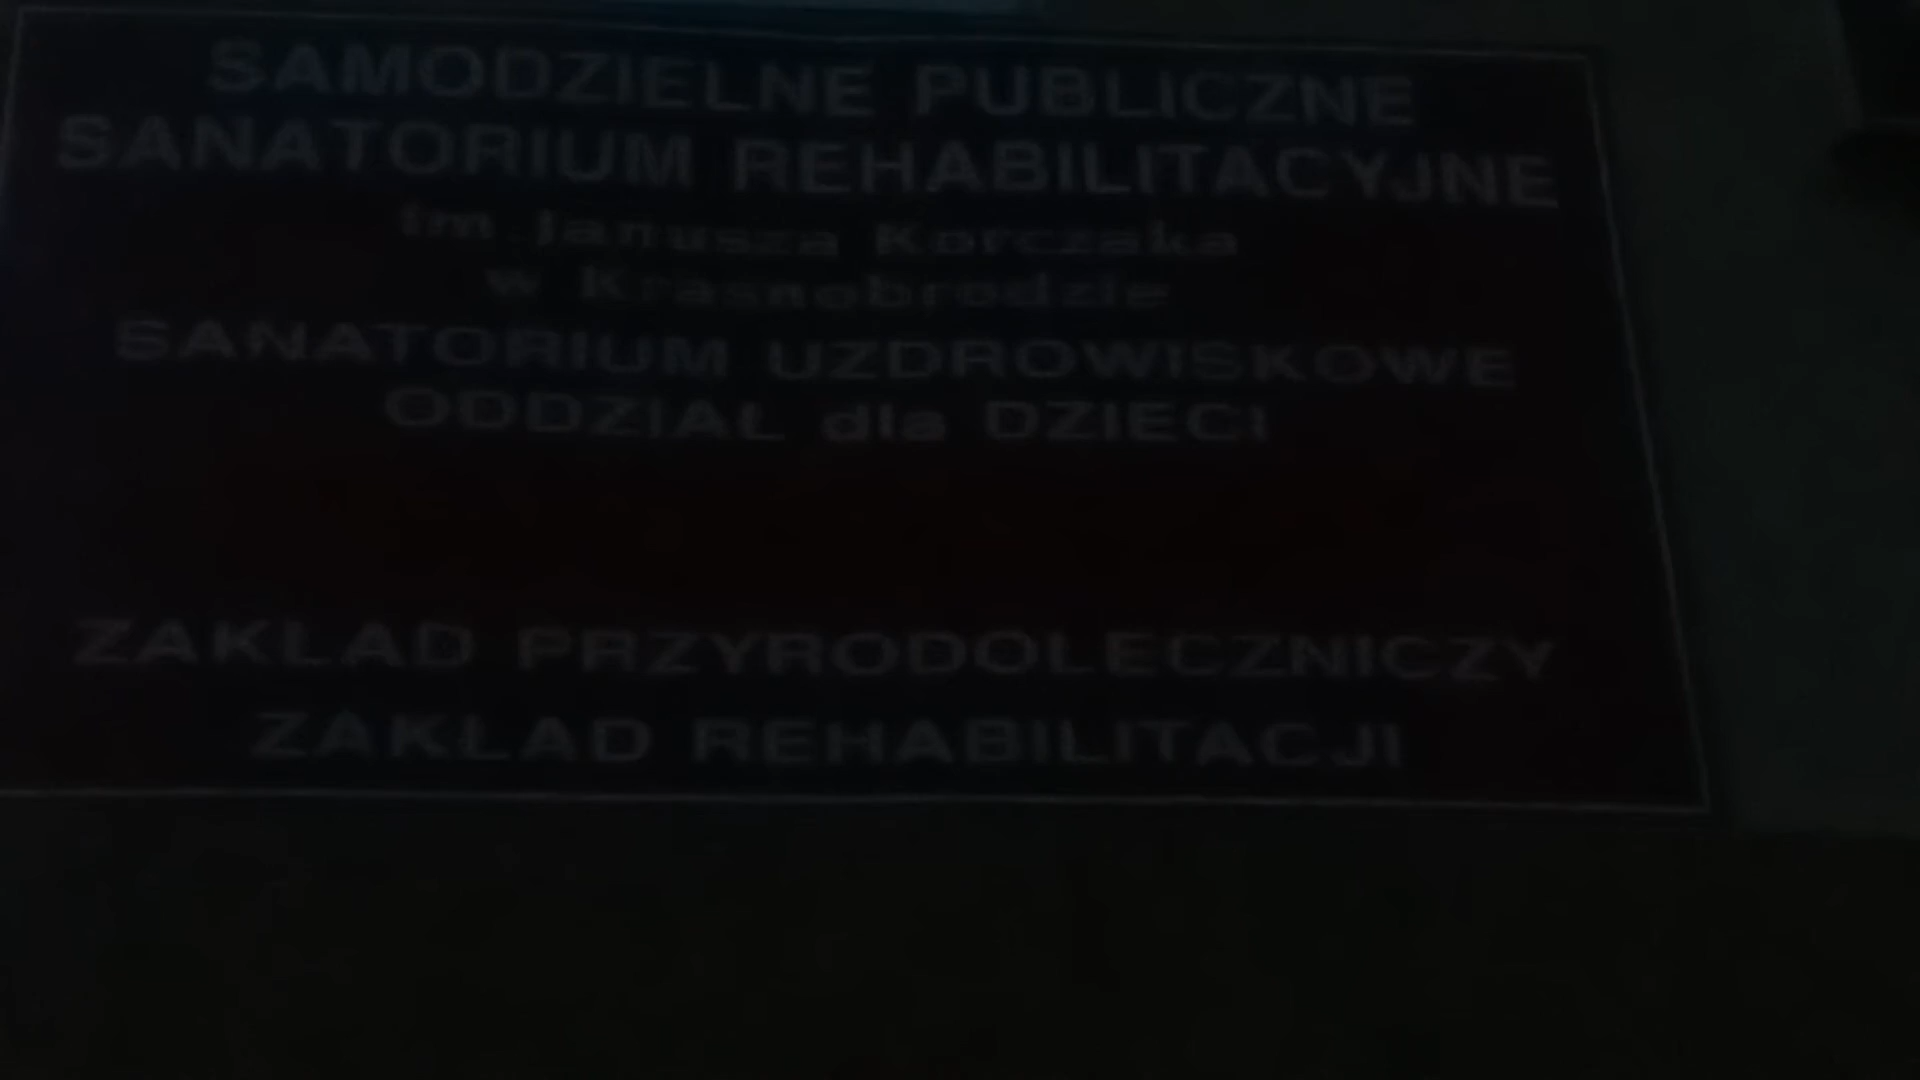 SAMODZIELNE PUBLICZNE
SANATORIUM REHABILITACYJNE
im Janusza Korczaka
w Krasnobrodzie
SANATORIUM UZDROWISKOWE
ODDZIAŁ dla DZIECI
ZAKŁAD PRZYRODOLECZNICZY
ZAKŁAD REHABILITACJI